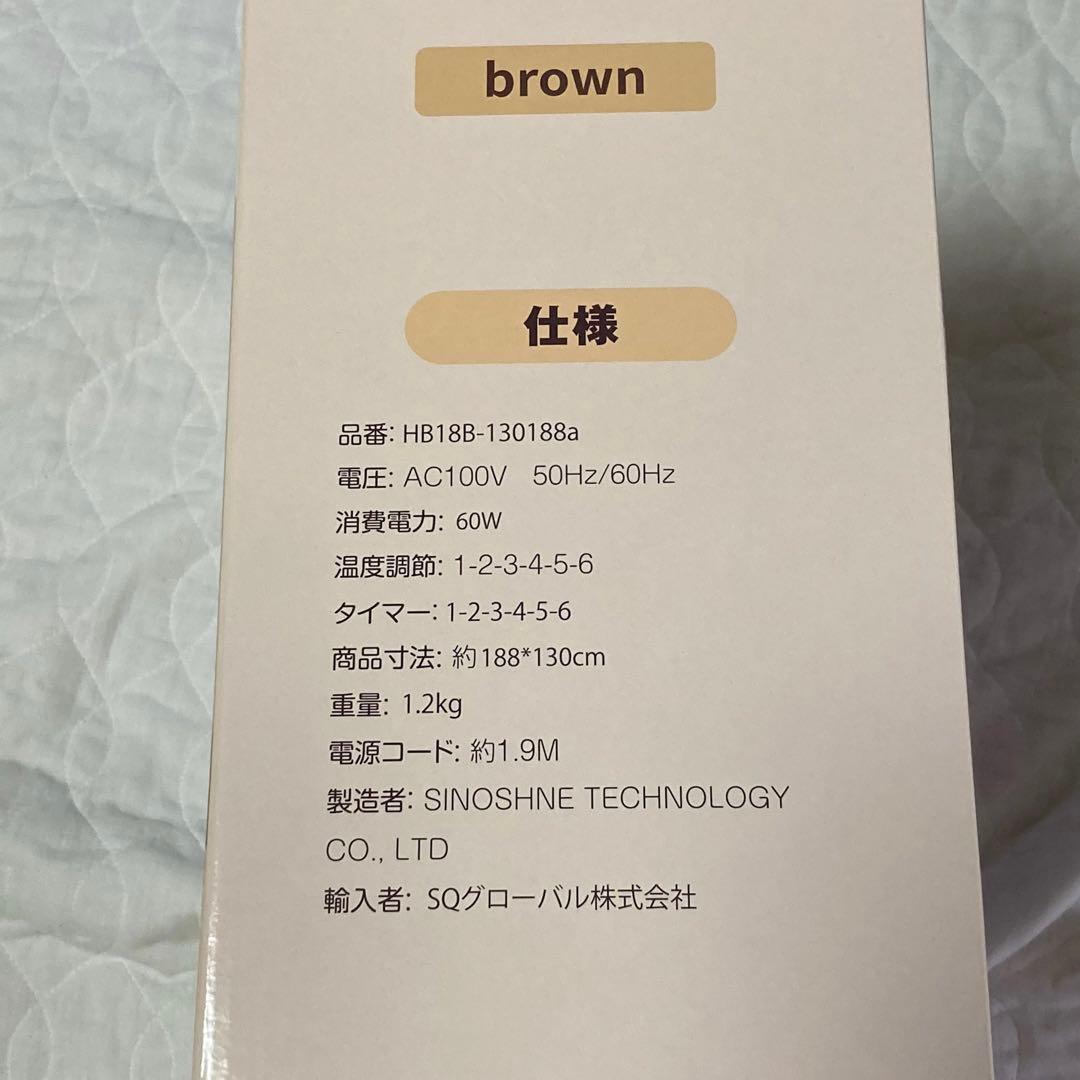 brown
仕様
品番: HB18B-130188a
電圧: AC100V 50Hz/60Hz
消費電力: 60W
温度調節: 1-2-3-4-5-6
タイマー: 1-2-3-4-5-6
商品寸法: 約188*130cm
重量: 1.2kg
電源コード: 約1.9M
製造者: SINOSHNE TECHNOLOGY
CO., LTD
輸入者: SQグローバル株式会社